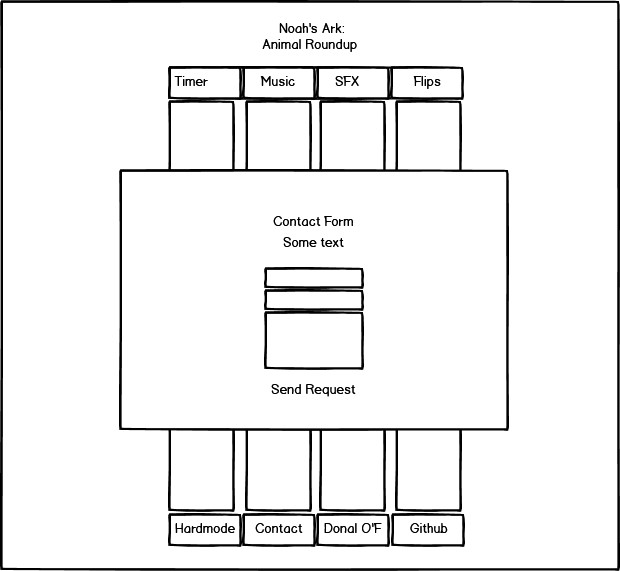 Noah's Ark:
Animal Roundup
Timer Music SFX Flips
Contact Form
Some text
Send Request
Hardmode Contact Donal O"F Github